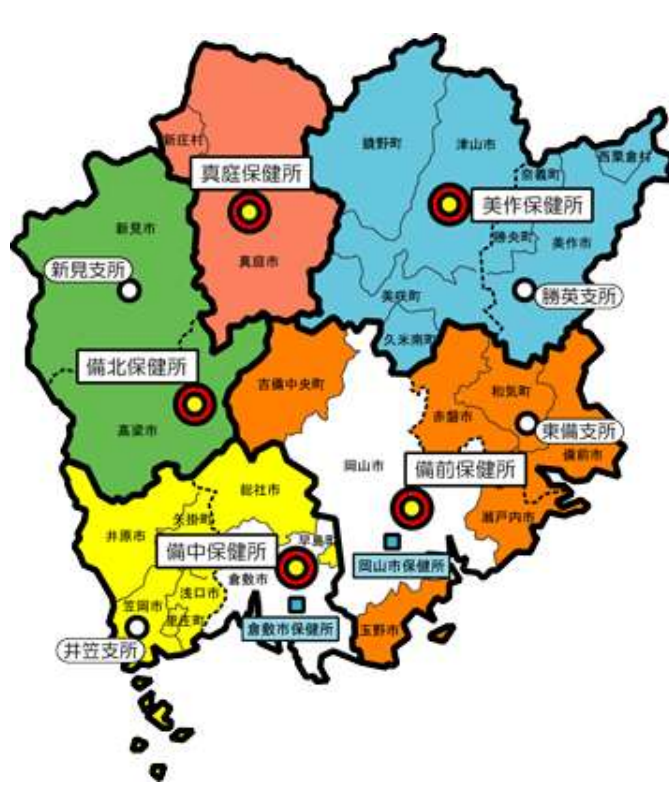 新庄村
真庭保健所
真庭市
鏡野町
津山市
奈義町
西粟倉村
美作保健所
勝央町
美作市
勝英支所
美咲町
久米南町
新見市
新見支所
備北保健所
高梁市
吉備中央町
岡山市
赤磐市
和気町
東備支所
備前市
備前保健所
瀬戸内市
岡山市保健所
玉野市
総社市
井原市
矢掛町
備中保健所
早島町
倉敷市
浅口市
笠岡市
里庄町
井笠支所
倉敷市保健所